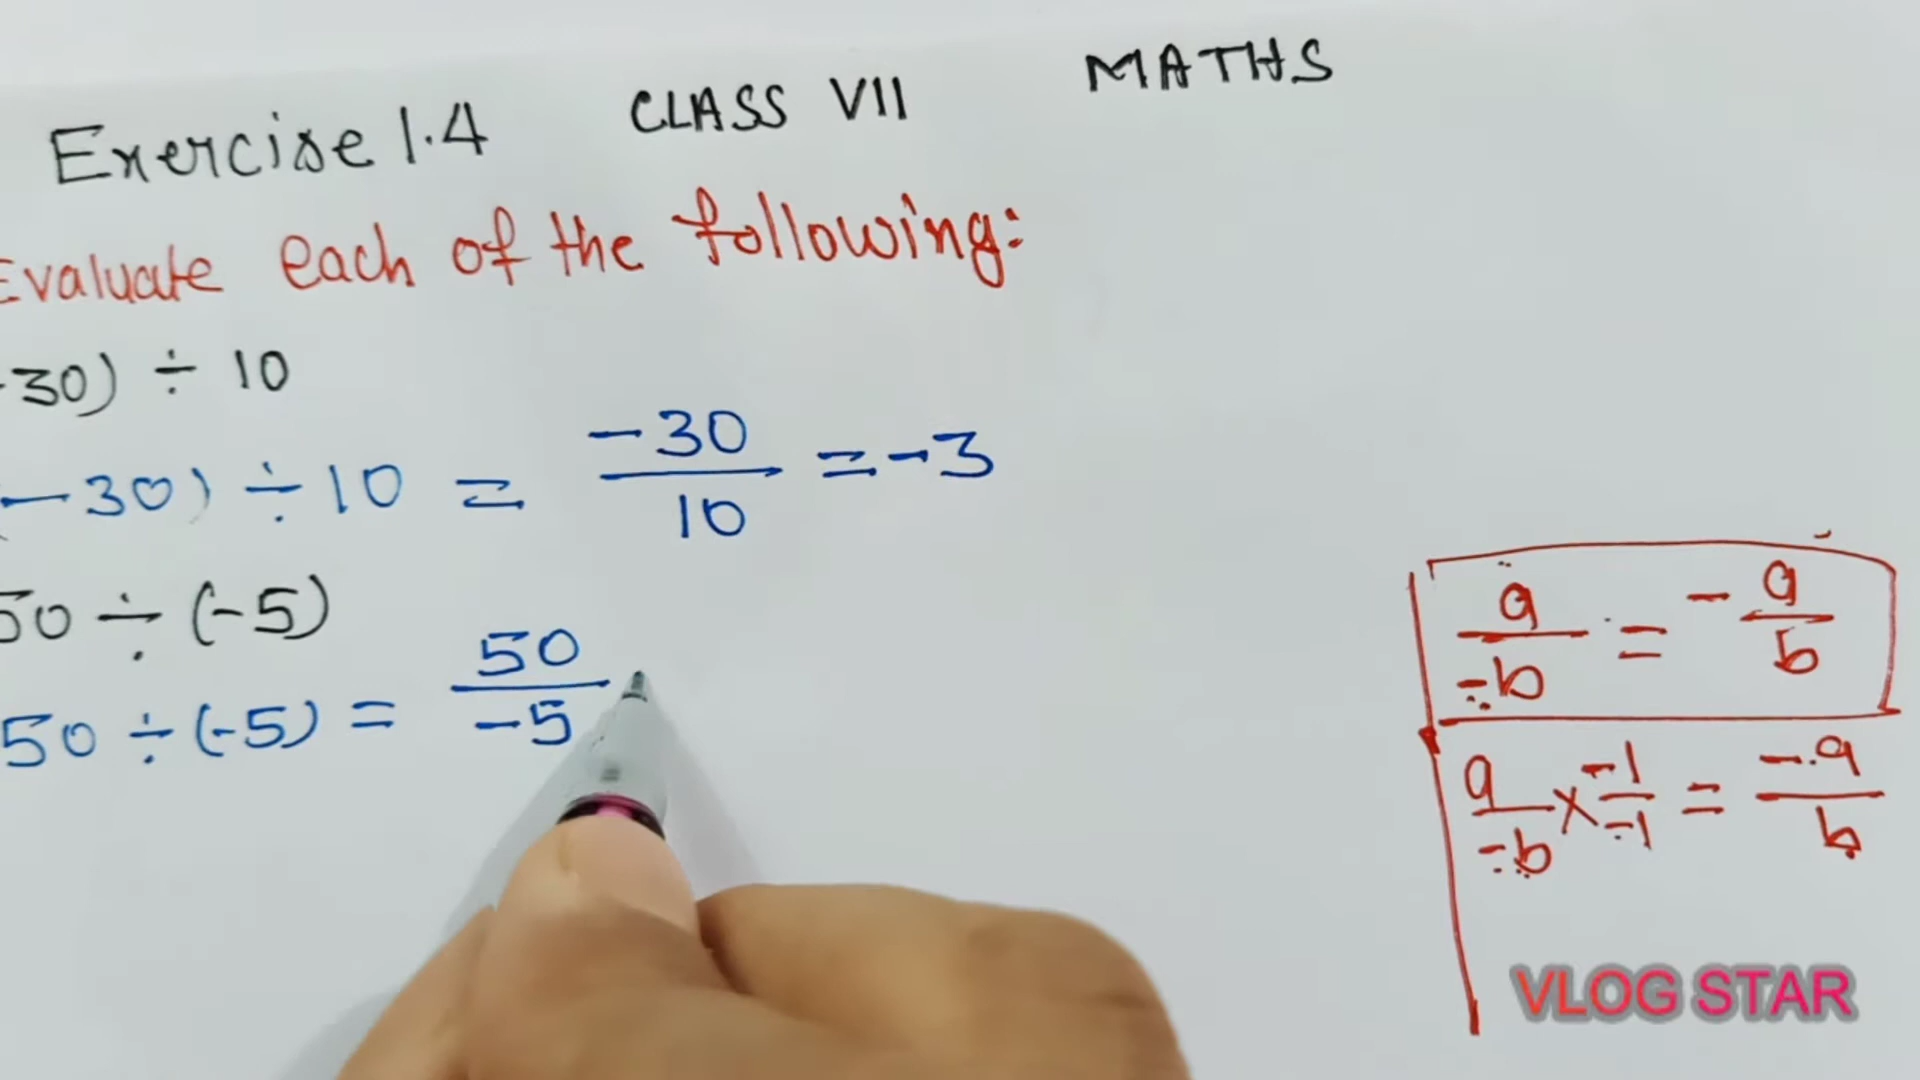 Exercise 1.4 CLASS VII MATHS
Evaluate each of the following:
-30) ÷ 10
(-30) ÷ 10 = -30/10 = -3
50 ÷ (-5)
50 ÷ (-5) = 50/-5
a/-b = -a/b
a/-b × -1/-1 = -a/b
VLOG STAR